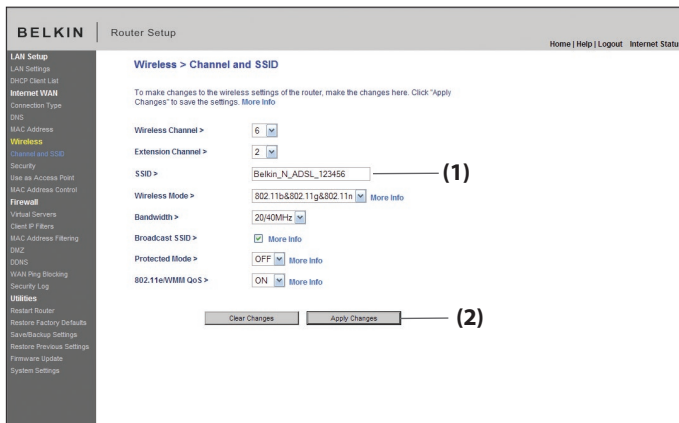 BELKIN Router Setup
Home | Help | Logout Internet Statu
LAN Setup
LAN Settings
DHCP Client List
Internet WAN
Connection Type
DNS
MAC Address
Wireless
Channel and SSID
Security
Use as Access Point
MAC Address Control
Firewall
Virtual Servers
Client IP Filters
MAC Address Filtering
DMZ
DDNS
WAN Ping Blocking
Security Log
Utilities
Restart Router
Restore Factory Defaults
Save/Backup Settings
Restore Previous Settings
Firmware Update
System Settings
Wireless > Channel and SSID
To make changes to the wireless settings of the router, make the changes here. Click "Apply
Changes" to save the settings. More Info
Wireless Channel > 6
Extension Channel > 2
SSID > Belkin_N_ADSL_123456 (1)
Wireless Mode > 802.11b&802.11g&802.11n More Info
Bandwidth > 20/40MHz
Broadcast SSID > More Info
Protected Mode > OFF More Info
802.11e/WMM QoS > ON More Info
Clear Changes Apply Changes (2)